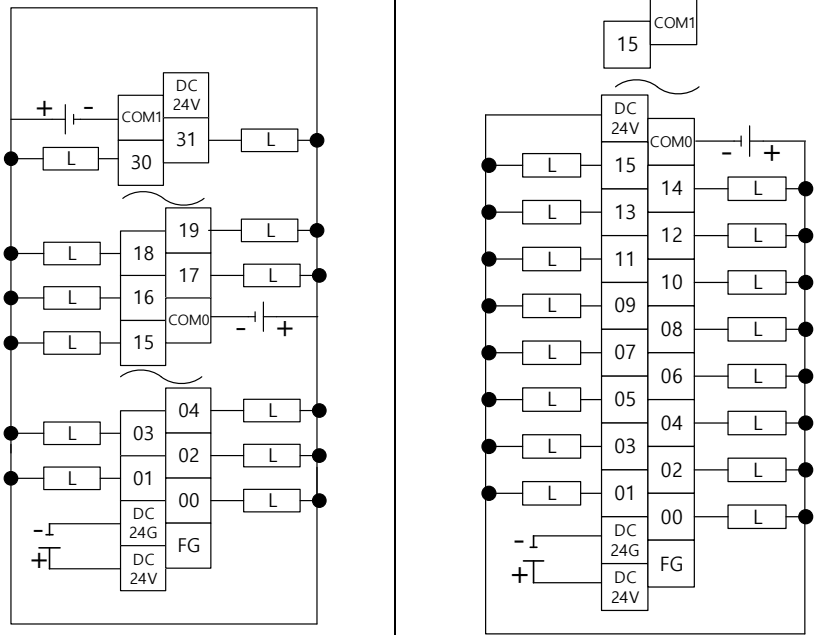 DC
24V
+ -
COM1
31
L
L
30
19
L
L
18
17
L
L
16
COM0
- +
L
15
04
L
L
03
02
L
L
01
00
L
-
DC
24G
FG
+
DC
24V
COM1
15
DC
24V
COM0
- +
L
15
14
L
L
13
12
L
L
11
10
L
L
09
08
L
L
07
06
L
L
05
04
L
L
03
02
L
L
01
00
L
-
DC
24G
FG
+
DC
24V